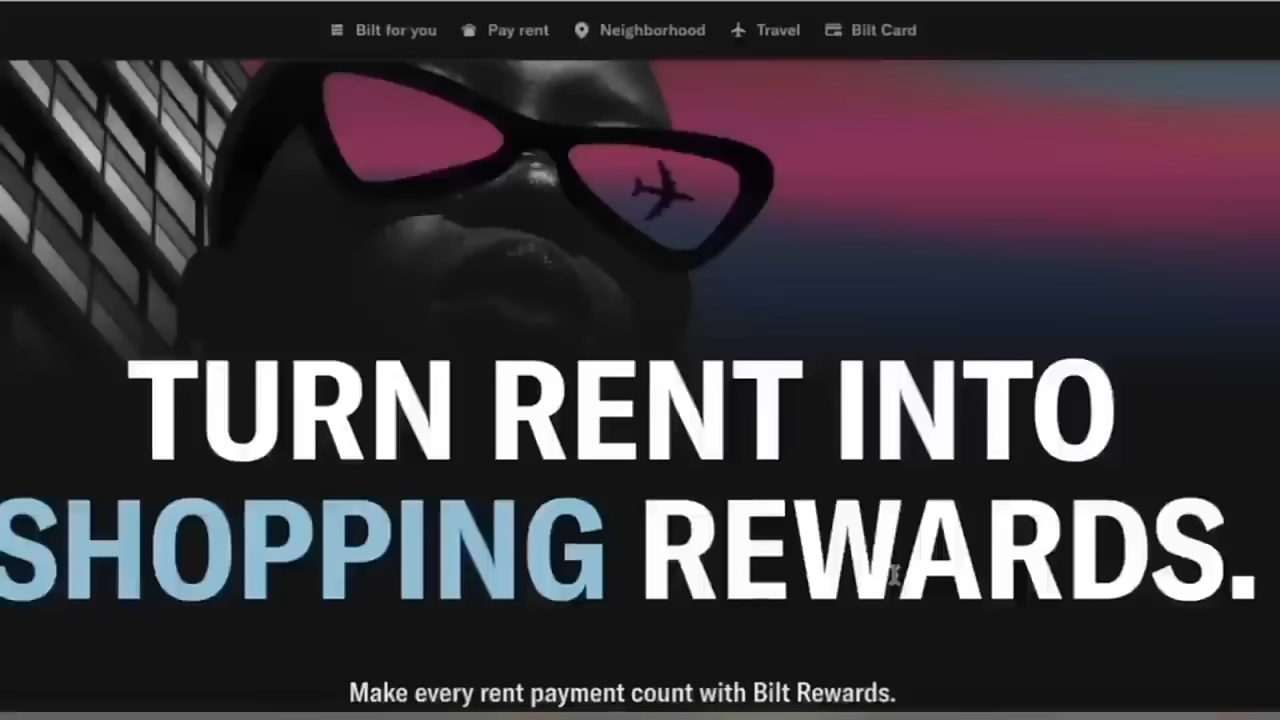 Bilt for you Pay rent Neighborhood Travel Bilt Card
TURN RENT INTO
SHOPPING REWARDS.
Make every rent payment count with Bilt Rewards.